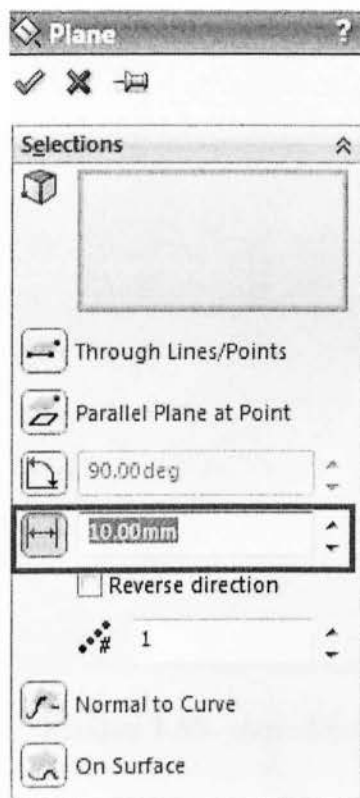 Plane ?
Selections
Through Lines/Points
Parallel Plane at Point
90.00deg
10.00mm
Reverse direction
# 1
Normal to Curve
On Surface